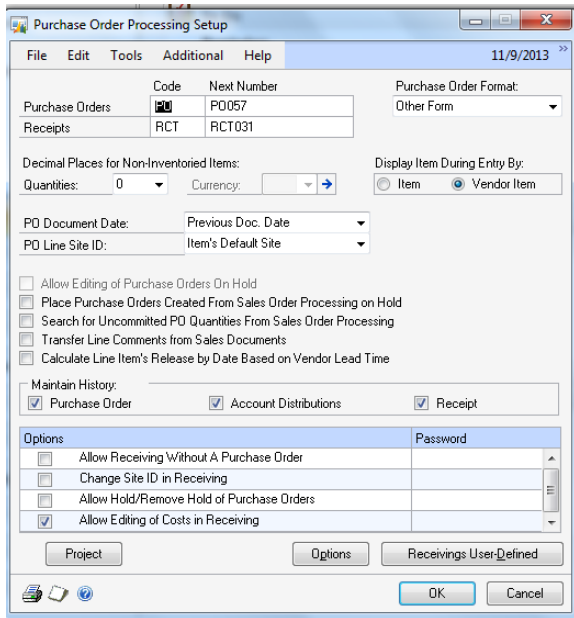 Purchase Order Processing Setup
File Edit Tools Additional Help 11/9/2013
Code Next Number Purchase Order Format:
Purchase Orders PO PO057 Other Form
Receipts RCT RCT031
Decimal Places for Non-Inventoried Items: Display Item During Entry By:
Quantities: 0 Currency: Item Vendor Item
PO Document Date: Previous Doc. Date
PO Line Site ID: Item's Default Site
Allow Editing of Purchase Orders On Hold
Place Purchase Orders Created From Sales Order Processing on Hold
Search for Uncommitted PO Quantities From Sales Order Processing
Transfer Line Comments from Sales Documents
Calculate Line Item's Release by Date Based on Vendor Lead Time
Maintain History:
Purchase Order Account Distributions Receipt
Options Password
Allow Receiving Without A Purchase Order
Change Site ID in Receiving
Allow Hold/Remove Hold of Purchase Orders
Allow Editing of Costs in Receiving
Project Options Receivings User-Defined
OK Cancel